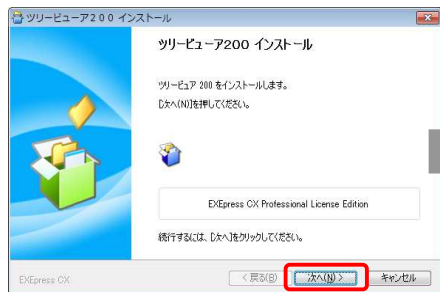 ツリービューア２００ インストール
ツリービューア200 インストール
ツリービュア 200 をインストールします。
[次へ(N)]を押してください。
EXEpress CX Professional License Edition
続行するには、[次へ]をクリックしてください。
EXEpress CX
< 戻る(B)
次へ(N) >
キャンセル